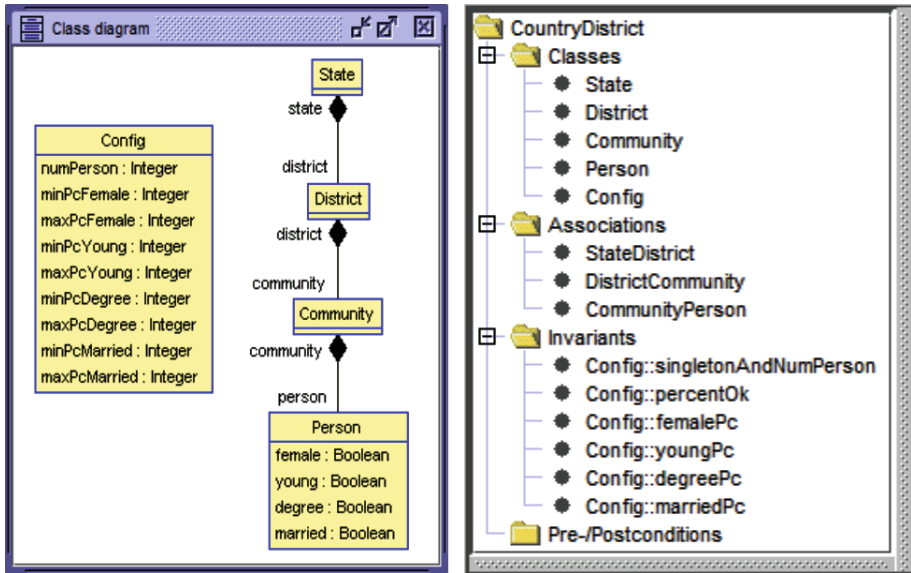 Class diagram
State
state
district
District
district
community
Community
community
person
Person
female : Boolean
young : Boolean
degree : Boolean
married : Boolean
Config
numPerson : Integer
minPcFemale : Integer
maxPcFemale : Integer
minPcYoung : Integer
maxPcYoung : Integer
minPcDegree : Integer
maxPcDegree : Integer
minPcMarried : Integer
maxPcMarried : Integer
CountryDistrict
Classes
State
District
Community
Person
Config
Associations
StateDistrict
DistrictCommunity
CommunityPerson
Invariants
Config::singletonAndNumPerson
Config::percentOk
Config::femalePc
Config::youngPc
Config::degreePc
Config::marriedPc
Pre-/Postconditions